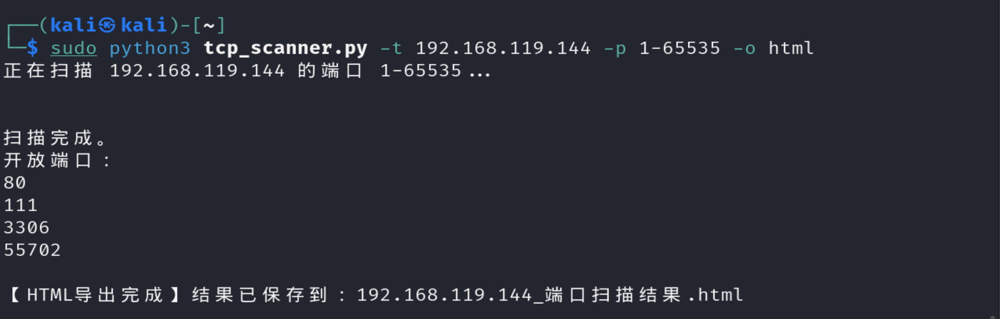 ┌──(kali㉿kali)-[~]
└─$ sudo python3 tcp_scanner.py -t 192.168.119.144 -p 1-65535 -o html
正在扫描 192.168.119.144 的端口 1-65535...
扫描完成。
开放端口：
80
111
3306
55702
【HTML导出完成】结果已保存到：192.168.119.144_端口扫描结果.html